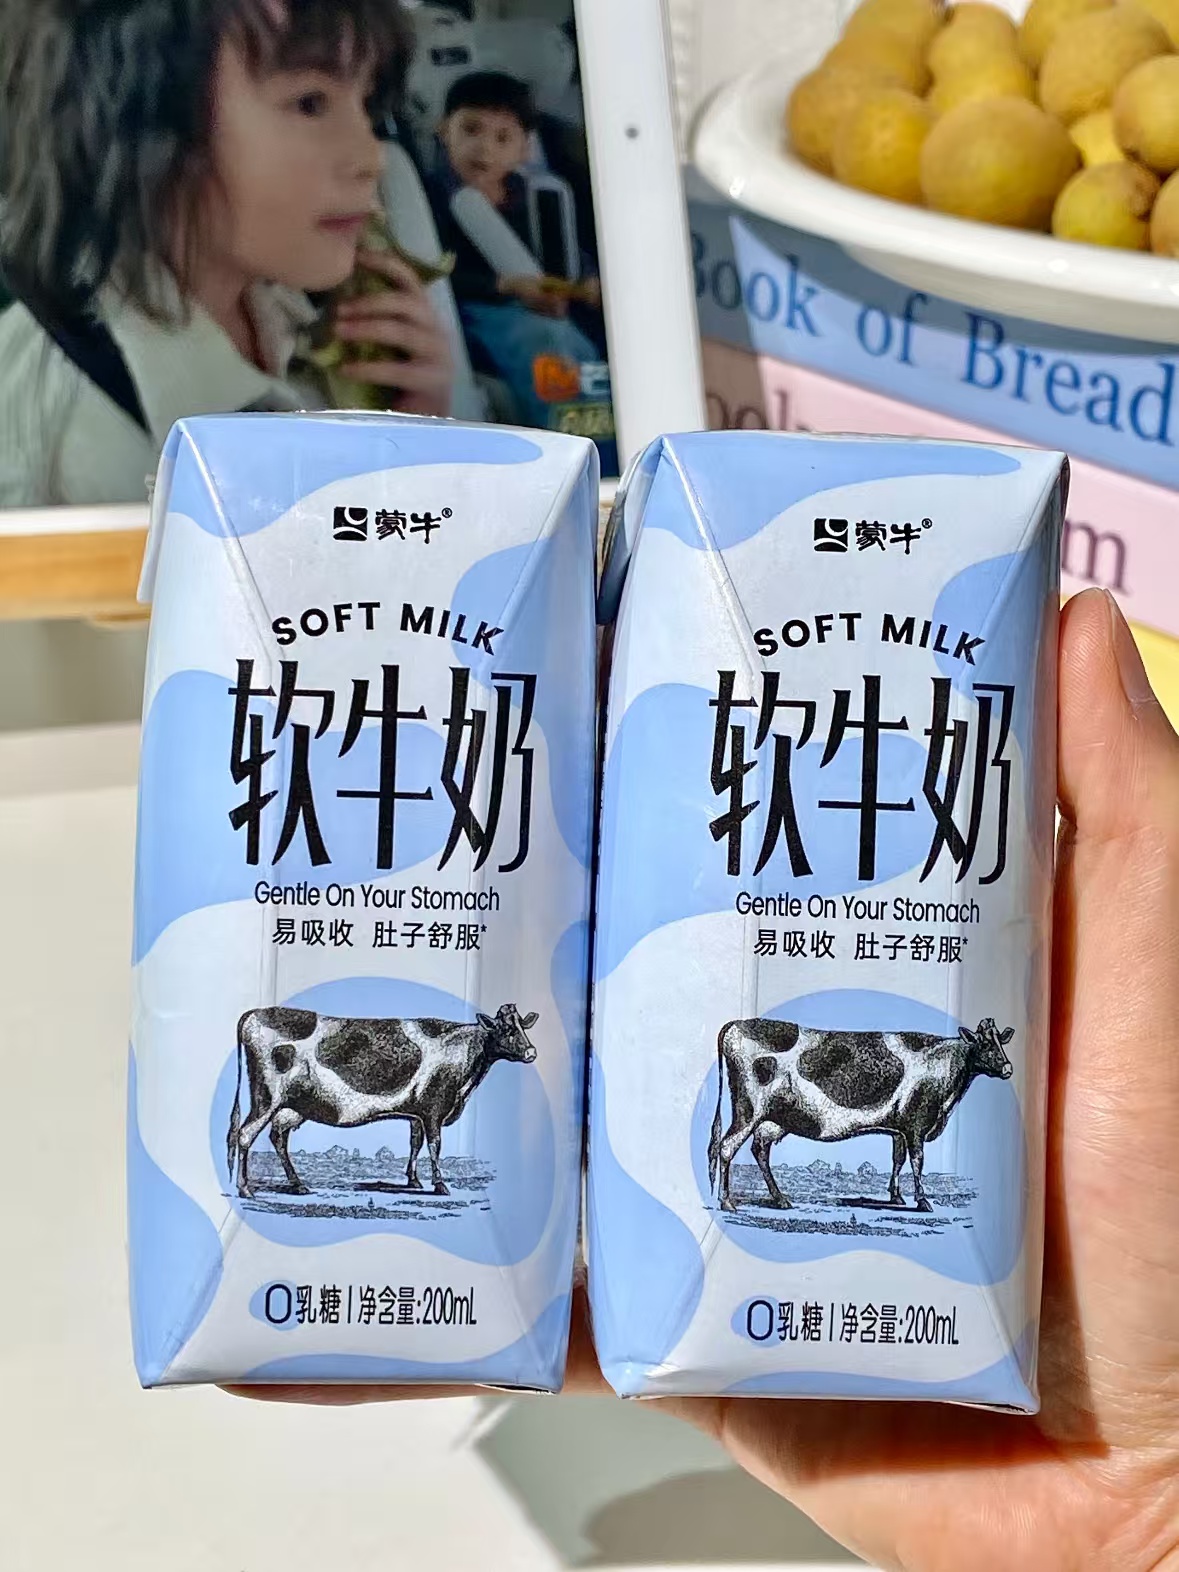 蒙牛®
SOFT MILK
软牛奶
Gentle On Your Stomach
易吸收 肚子舒服*
0乳糖 | 净含量:200mL
蒙牛®
SOFT MILK
软牛奶
Gentle On Your Stomach
易吸收 肚子舒服*
0乳糖 | 净含量:200mL
Book of Bread